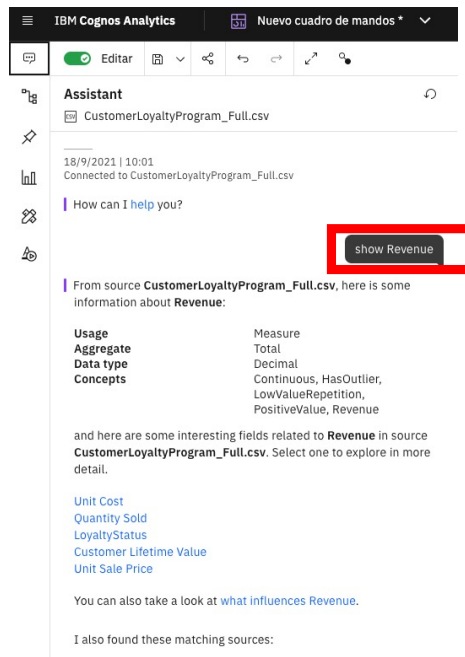 IBM Cognos Analytics
Nuevo cuadro de mandos *
Editar
Assistant
CSV CustomerLoyaltyProgram_Full.csv
18/9/2021 | 10:01
Connected to CustomerLoyaltyProgram_Full.csv
How can I help you?
show Revenue
From source CustomerLoyaltyProgram_Full.csv, here is some
information about Revenue:
Usage Measure
Aggregate Total
Data type Decimal
Concepts Continuous, HasOutlier,
LowValueRepetition,
PositiveValue, Revenue
and here are some interesting fields related to Revenue in source
CustomerLoyaltyProgram_Full.csv. Select one to explore in more
detail.
Unit Cost
Quantity Sold
LoyaltyStatus
Customer Lifetime Value
Unit Sale Price
You can also take a look at what influences Revenue.
I also found these matching sources: